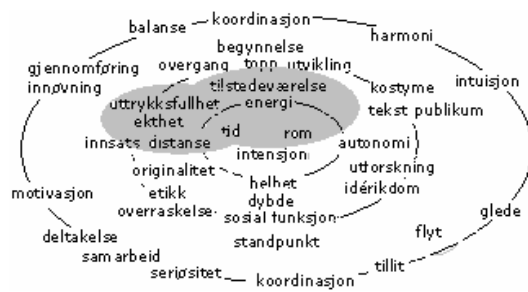 koordinasjon
balanse
harmoni
begynnelse
overgang topp utvikling
gjennomføring
innøvning
tilstedeværelse
intuisjon
kostyme
uttrykksfullhet energi
tekst publikum
ekthet
tid rom
innsats distanse autonomi
intensjon
originalitet utforskning
motivasjon etikk helhet idérikdom
dybde
overraskelse sosial funksjon glede
deltakelse standpunkt flyt
samarbeid
seriøsitet koordinasjon tillit